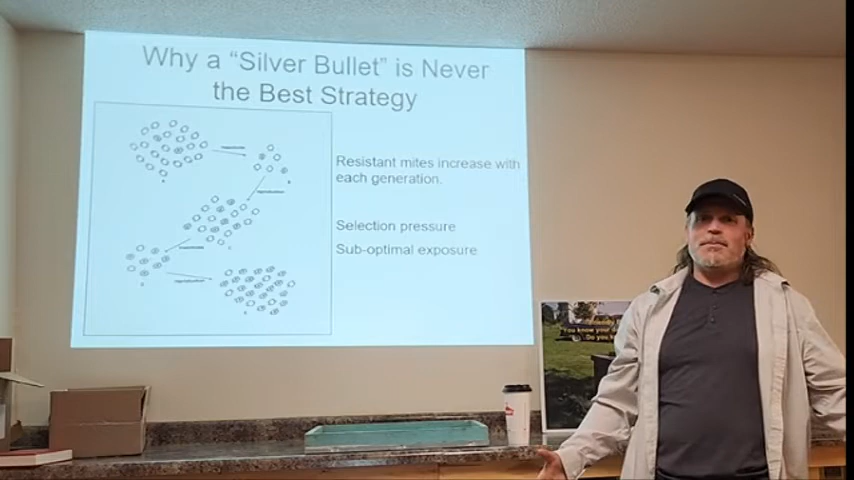 Why a “Silver Bullet” is Never
the Best Strategy
Resistant mites increase with
each generation.
Selection pressure
Sub-optimal exposure